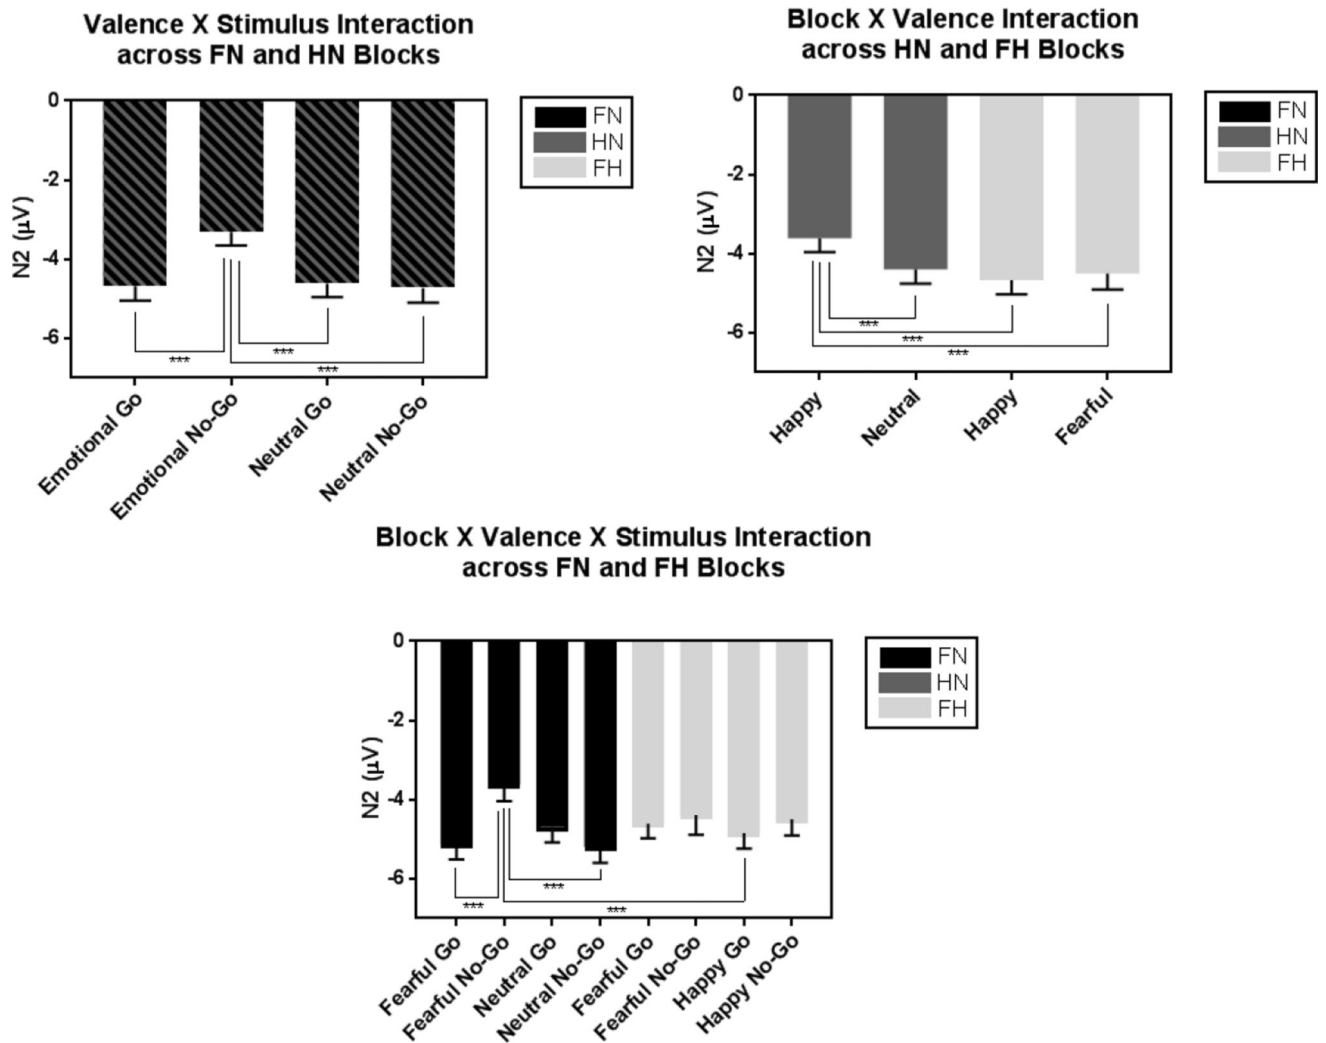 Valence X Stimulus Interaction
across FN and HN Blocks
0
-2
-4
-6
N2 (μV)
FN
HN
FH
***
***
***
Emotional Go
Emotional No-Go
Neutral Go
Neutral No-Go
Block X Valence Interaction
across HN and FH Blocks
0
-2
-4
-6
N2 (μV)
FN
HN
FH
***
***
***
Happy
Neutral
Happy
Fearful
Block X Valence X Stimulus Interaction
across FN and FH Blocks
0
-2
-4
-6
N2 (μV)
FN
HN
FH
***
***
***
Fearful Go
Fearful No-Go
Neutral Go
Neutral No-Go
Fearful Go
Fearful No-Go
Happy Go
Happy No-Go